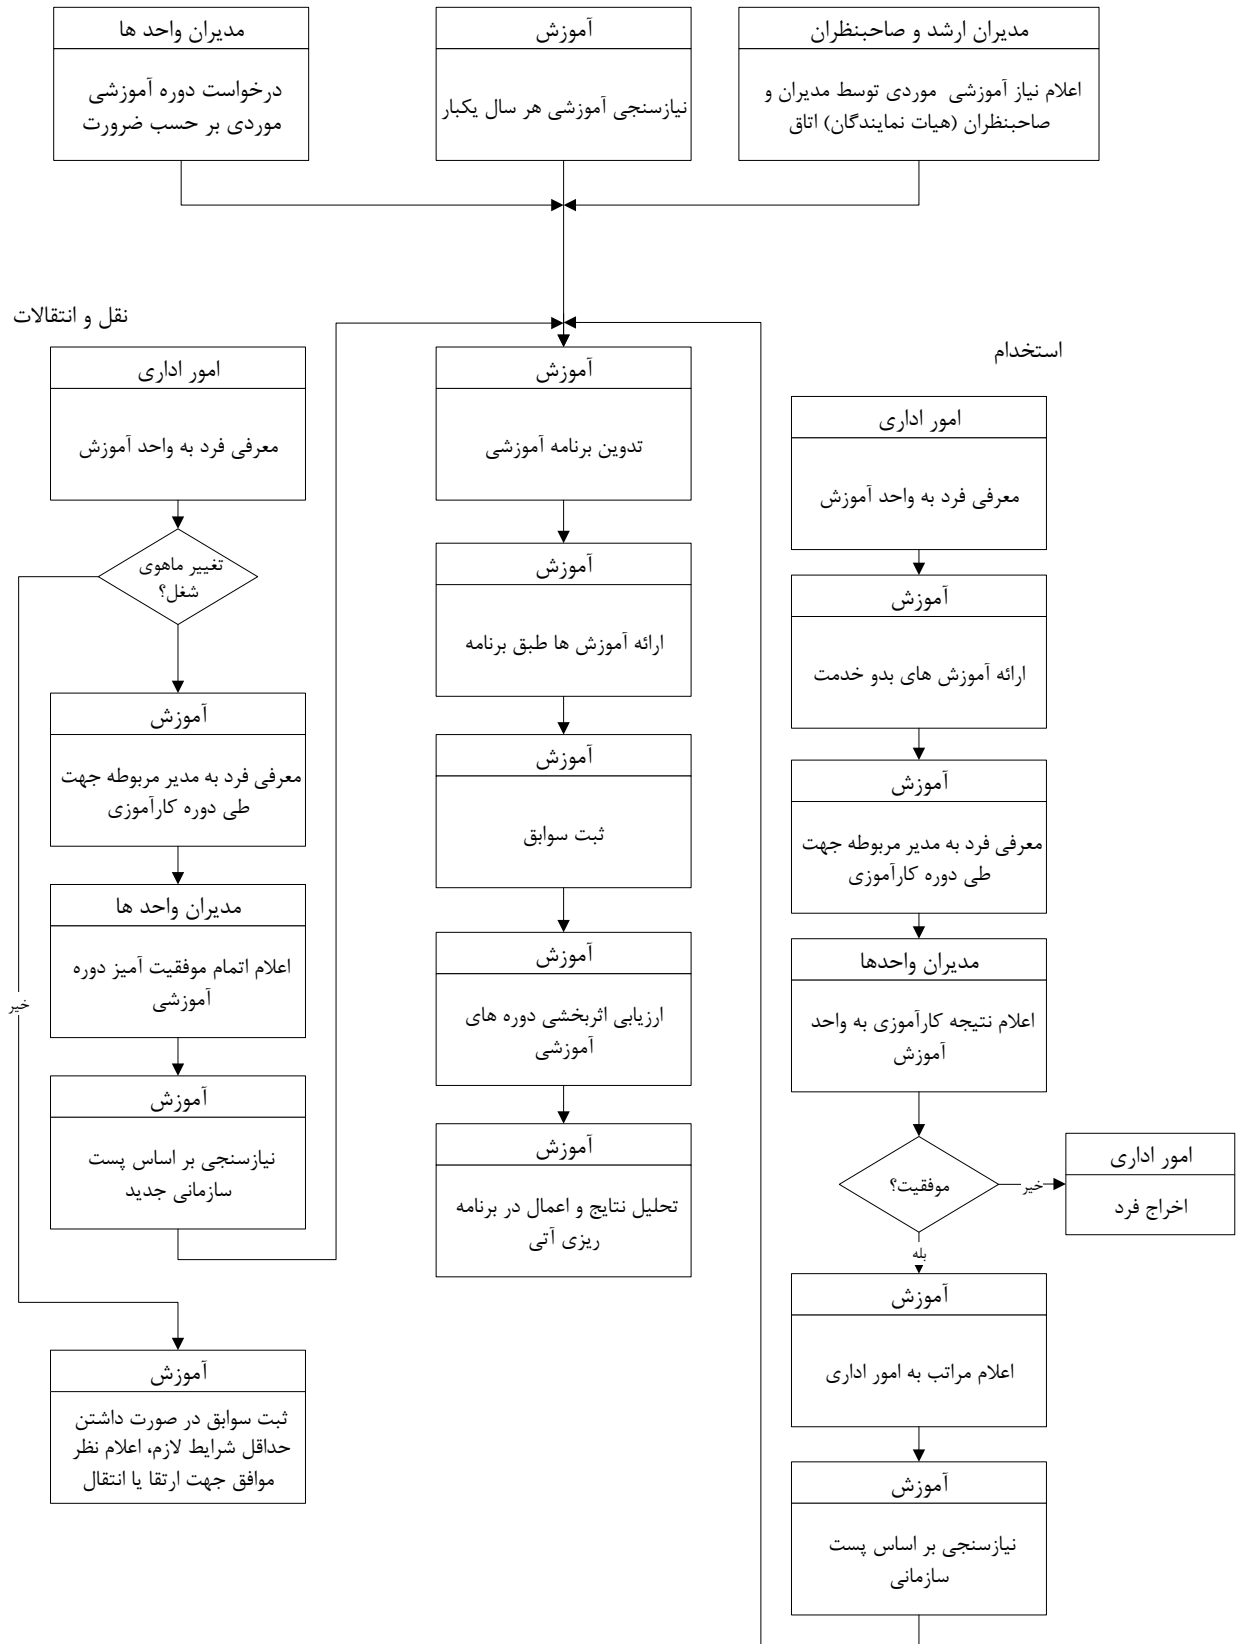 مدیران ارشد و صاحبنظران
اعلام نیاز آموزشی موردی توسط مدیران و
صاحبنظران (هیات نمایندگان) اتاق
آموزش
نیازسنجی آموزشی هر سال یکبار
مدیران واحد ها
درخواست دوره آموزشی
موردی بر حسب ضرورت
استخدام
امور اداری
معرفی فرد به واحد آموزش
آموزش
ارائه آموزش های بدو خدمت
آموزش
معرفی فرد به مدیر مربوطه جهت
طی دوره کارآموزی
مدیران واحدها
اعلام نتیجه کارآموزی به واحد
آموزش
موفقیت؟
خیر
امور اداری
اخراج فرد
بله
آموزش
اعلام مراتب به امور اداری
آموزش
نیازسنجی بر اساس پست
سازمانی
آموزش
تدوین برنامه آموزشی
آموزش
ارائه آموزش ها طبق برنامه
آموزش
ثبت سوابق
آموزش
ارزیابی اثربخشی دوره های
آموزشی
آموزش
تحلیل نتایج و اعمال در برنامه
ریزی آتی
نقل و انتقالات
امور اداری
معرفی فرد به واحد آموزش
تغییر ماهوی
شغل؟
خیر
آموزش
معرفی فرد به مدیر مربوطه جهت
طی دوره کارآموزی
مدیران واحد ها
اعلام اتمام موفقیت آمیز دوره
آموزشی
آموزش
نیازسنجی بر اساس پست
سازمانی جدید
آموزش
ثبت سوابق در صورت داشتن
حداقل شرایط لازم، اعلام نظر
موافق جهت ارتقا یا انتقال